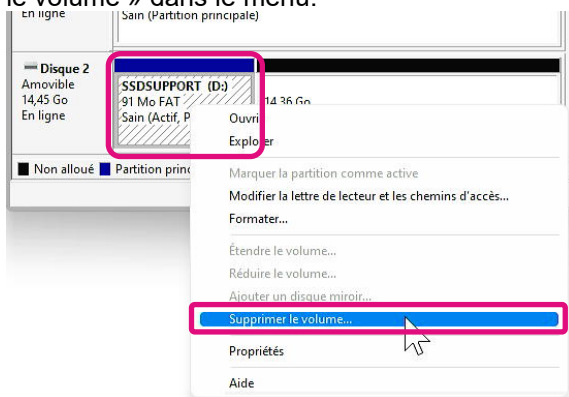 le volume » dans le menu.
En ligne
Sain (Partition principale)
Disque 2
Amovible
14,45 Go
En ligne
SSDSUPPORT (D:)
91 Mo FAT
Sain (Actif, P
14,36 Go
Non alloué
Partition princ
Ouvri
Explorer
Marquer la partition comme active
Modifier la lettre de lecteur et les chemins d'accès...
Formater...
Étendre le volume...
Réduire le volume...
Ajouter un disque miroir...
Supprimer le volume...
Propriétés
Aide